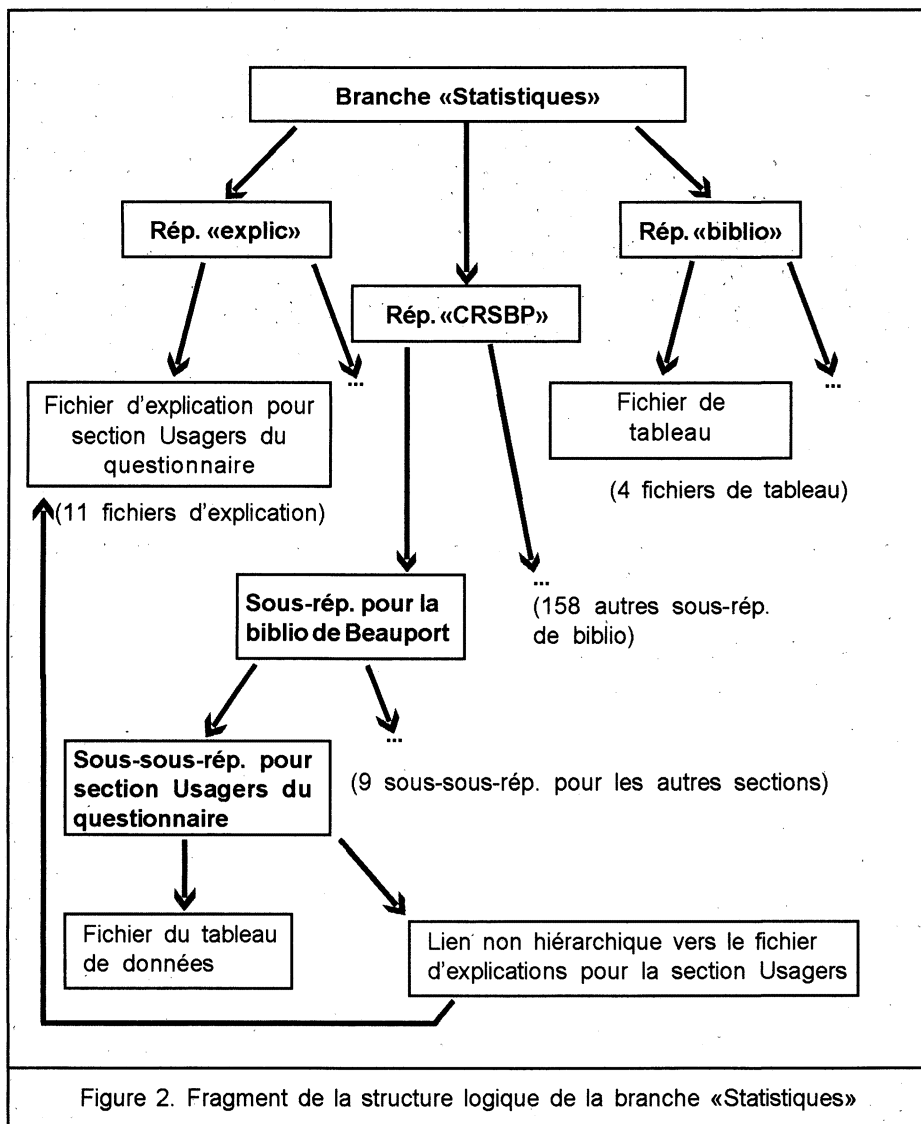 Branche «Statistiques»
Rép. «explic»
Rép. «biblio»
Rép. «CRSBP»
...
...
Fichier d'explication pour
section Usagers du
questionnaire
Fichier de
tableau
(11 fichiers d'explication)
(4 fichiers de tableau)
Sous-rép. pour la
biblio de Beauport
...
(158 autres sous-rép.
de biblio)
...
Sous-sous-rép. pour
section Usagers du
questionnaire
(9 sous-sous-rép. pour les autres sections)
Fichier du tableau
de données
Lien non hiérarchique vers le fichier
d'explications pour la section Usagers
Figure 2. Fragment de la structure logique de la branche «Statistiques»